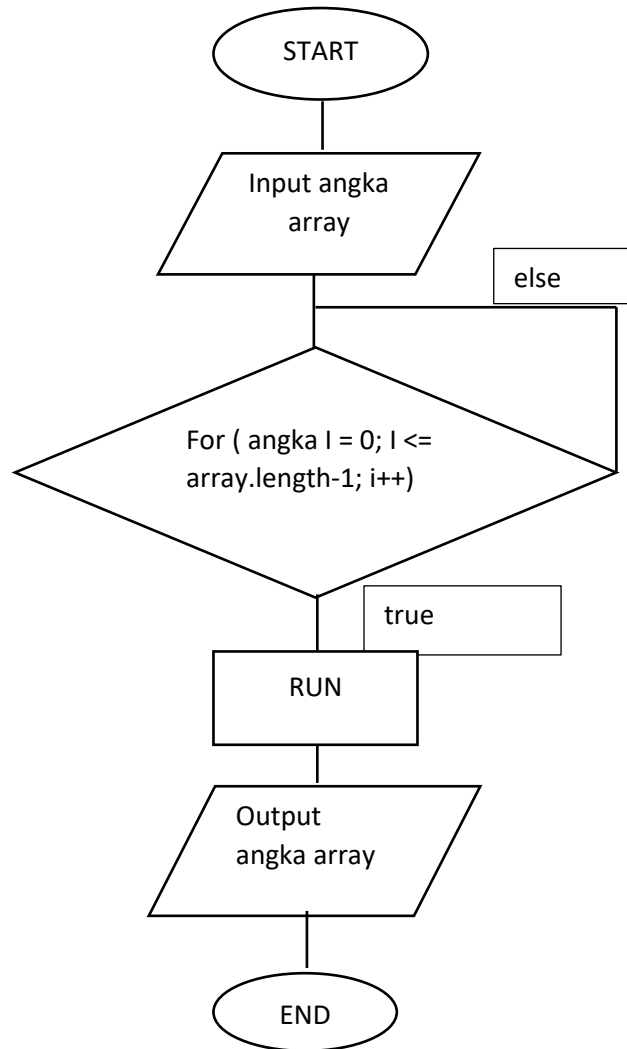 START
Input angka
array
else
For ( angka I = 0; I <=
array.length-1; i++)
true
RUN
Output
angka array
END